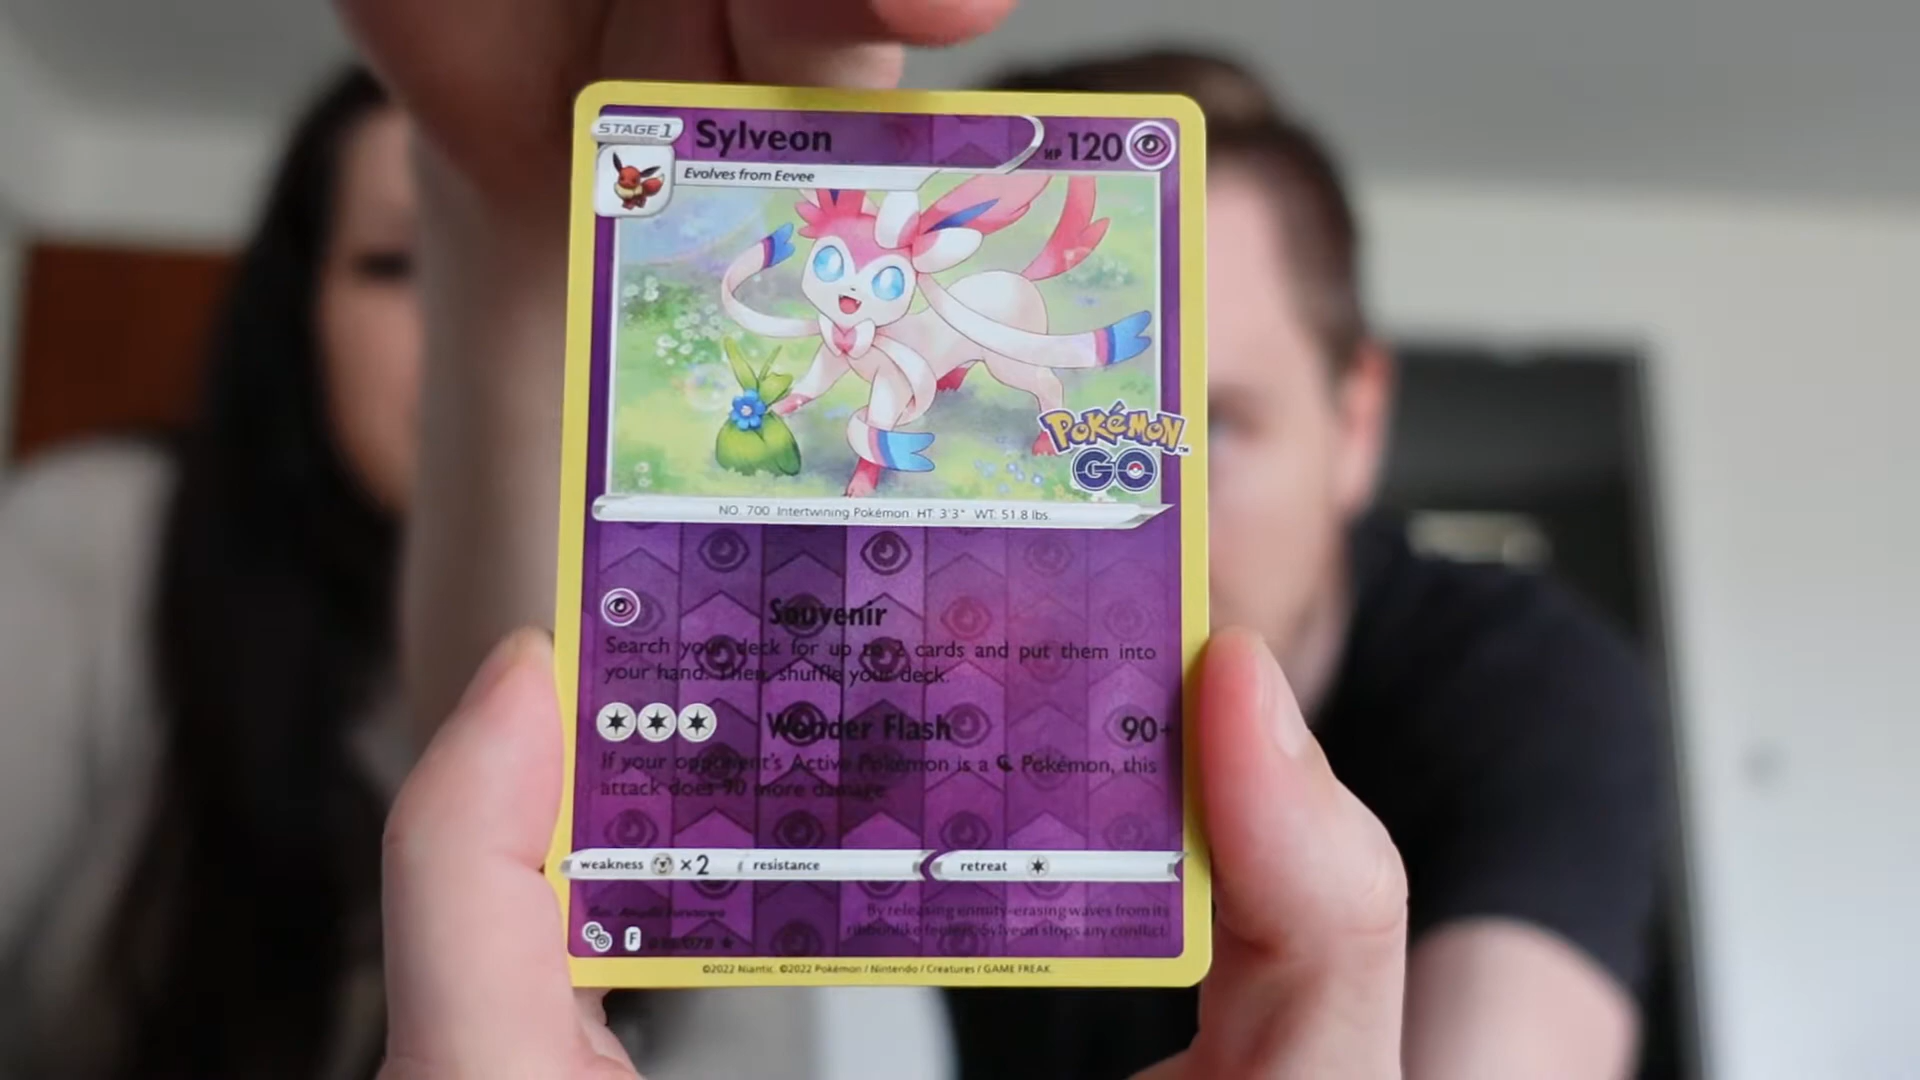 STAGE1 Sylveon HP 120
Evolves from Eevee
POKéMON™
GO
NO. 700 Intertwining Pokémon HT: 3'3" WT: 51.8 lbs.
Souvenir
Search your deck for up to 2 cards and put them into
your hand. Then, shuffle your deck.
Wonder Flash 90+
If your opponent's Active Pokémon is a Pokémon, this
attack does 90 more damage.
weakness ×2 resistance retreat
By releasing enmity-erasing waves from its
ribbonlike feelers, Sylveon stops any conflict.
F /078
©2022 Niantic. ©2022 Pokémon / Nintendo / Creatures / GAME FREAK.